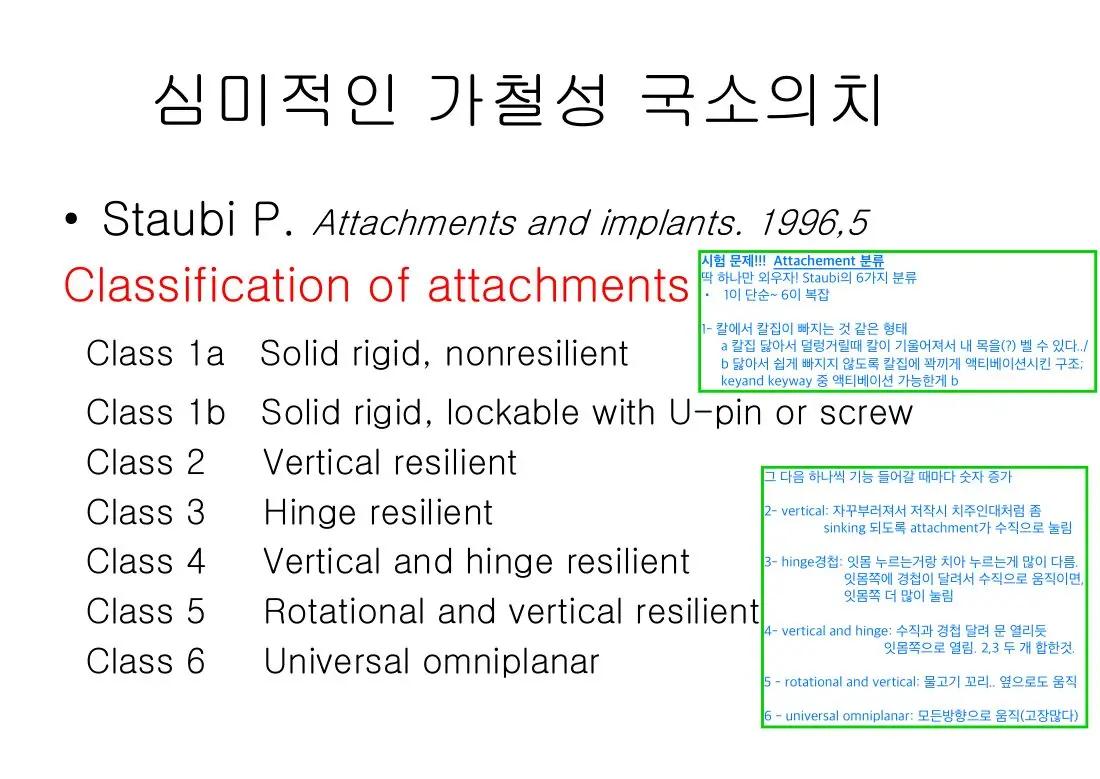 심미적인 가철성 국소의치
• Staubi P. Attachments and implants. 1996,5
Classification of attachments
Class 1a Solid rigid, nonresilient
Class 1b Solid rigid, lockable with U-pin or screw
Class 2 Vertical resilient
Class 3 Hinge resilient
Class 4 Vertical and hinge resilient
Class 5 Rotational and vertical resilient
Class 6 Universal omniplanar
시험 문제!!! Attachement 분류
딱 하나만 외우자! Staubi의 6가지 분류
• 1이 단순~ 6이 복잡
1- 칼에서 칼집이 빠지는 것 같은 형태
a 칼집 닳아서 덜렁거릴때 칼이 기울어져서 내 목을(?) 벨 수 있다../
b 닳아서 쉽게 빠지지 않도록 칼집에 꽉끼게 액티베이션시킨 구조;
keyand keyway 중 액티베이션 가능한게 b
그 다음 하나씩 기능 들어갈 때마다 숫자 증가
2- vertical: 자꾸부러져서 저작시 치주인대처럼 좀
sinking 되도록 attachment가 수직으로 눌림
3- hinge경첩: 잇몸 누르는거랑 치아 누르는게 많이 다름.
잇몸쪽에 경첩이 달려서 수직으로 움직이면,
잇몸쪽 더 많이 눌림
4- vertical and hinge: 수직과 경첩 달려 문 열리듯
잇몸쪽으로 열림. 2,3 두 개 합한것.
5 - rotational and vertical: 물고기 꼬리.. 옆으로도 움직
6 - universal omniplanar: 모든방향으로 움직(고장많다)